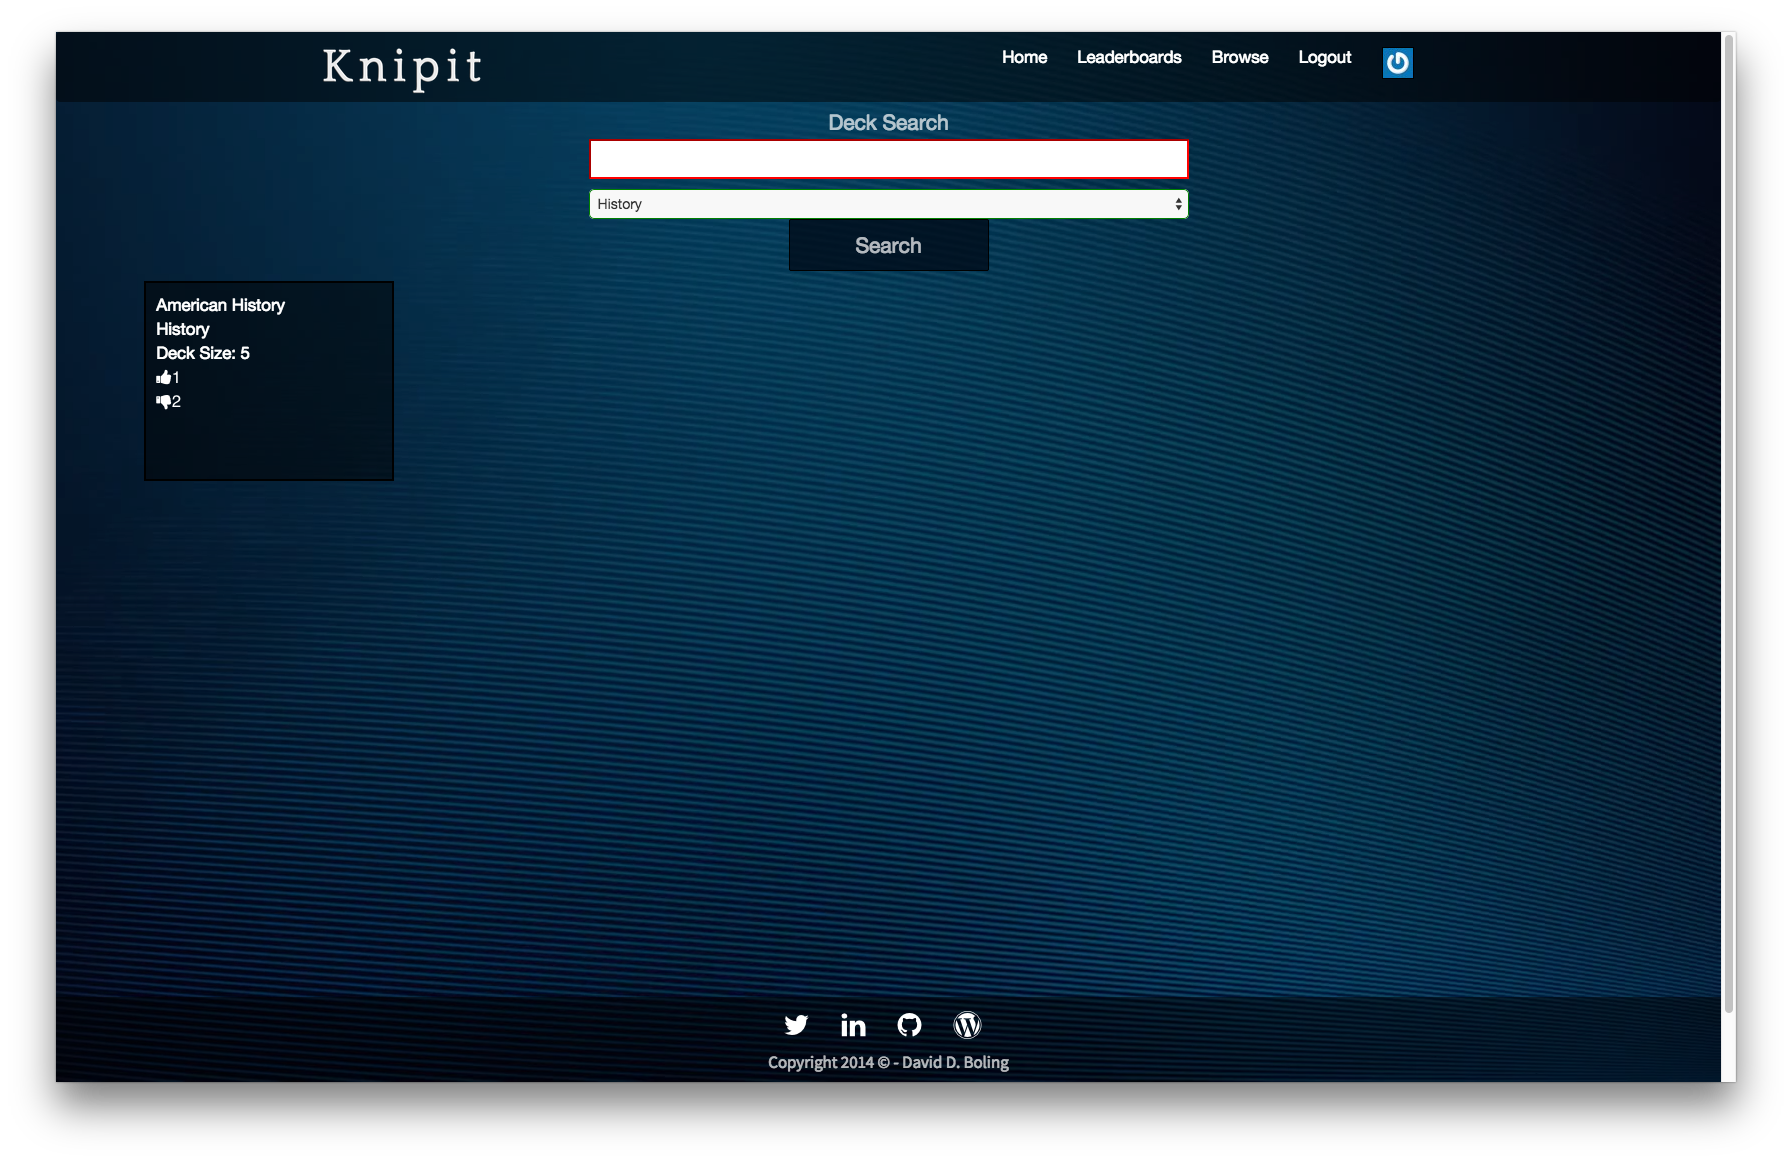 Knipit
Home Leaderboards Browse Logout
Deck Search
History
Search
American History
History
Deck Size: 5
1
2
Copyright 2014 © - David D. Boling